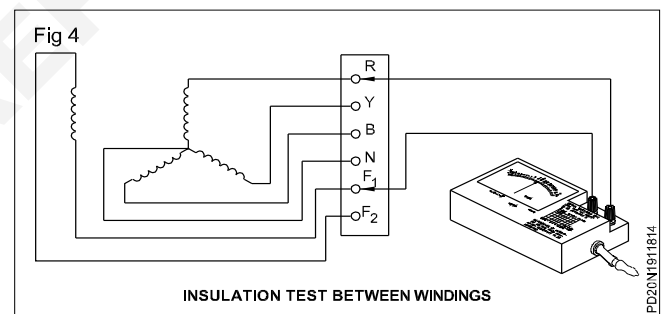 Fig 4
R
Y
B
N
F1
F2
INSULATION TEST BETWEEN WINDINGS
PD20N1911814